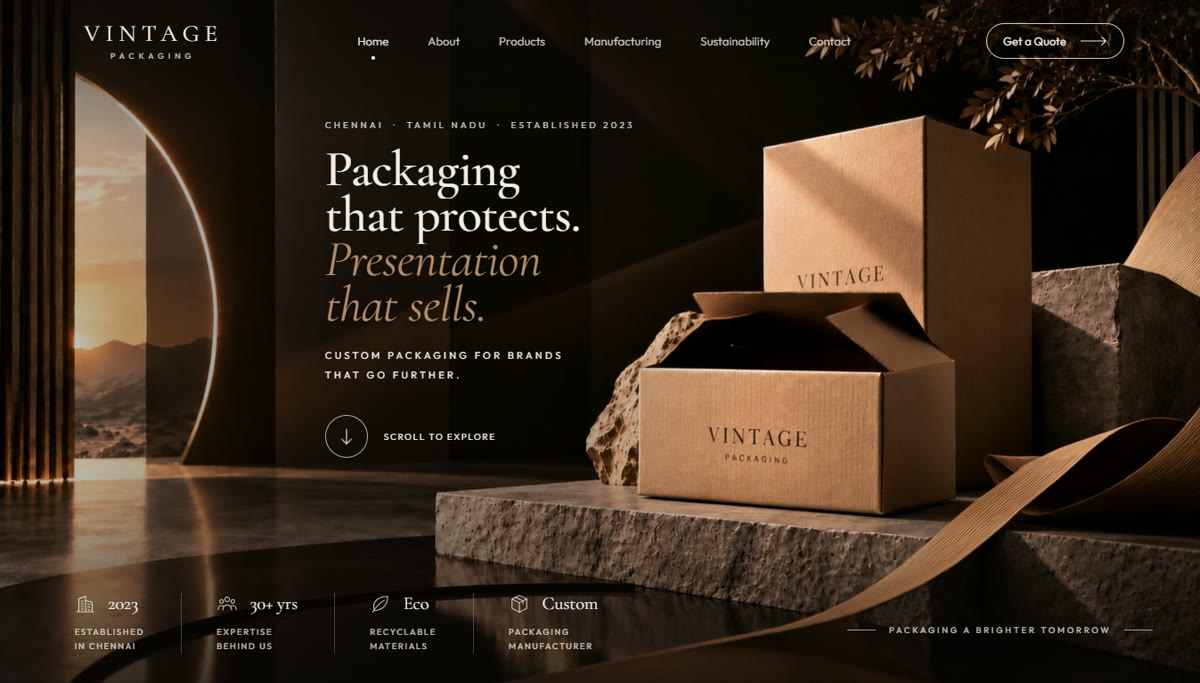 VINTAGE
PACKAGING
Home
About
Products
Manufacturing
Sustainability
Contact
Get a Quote
CHENNAI · TAMIL NADU · ESTABLISHED 2023
Packaging
that protects.
Presentation
that sells.
CUSTOM PACKAGING FOR BRANDS
THAT GO FURTHER.
SCROLL TO EXPLORE
VINTAGE
VINTAGE
PACKAGING
2023
ESTABLISHED
IN CHENNAI
30+ yrs
EXPERTISE
BEHIND US
Eco
RECYCLABLE
MATERIALS
Custom
PACKAGING
MANUFACTURER
PACKAGING A BRIGHTER TOMORROW